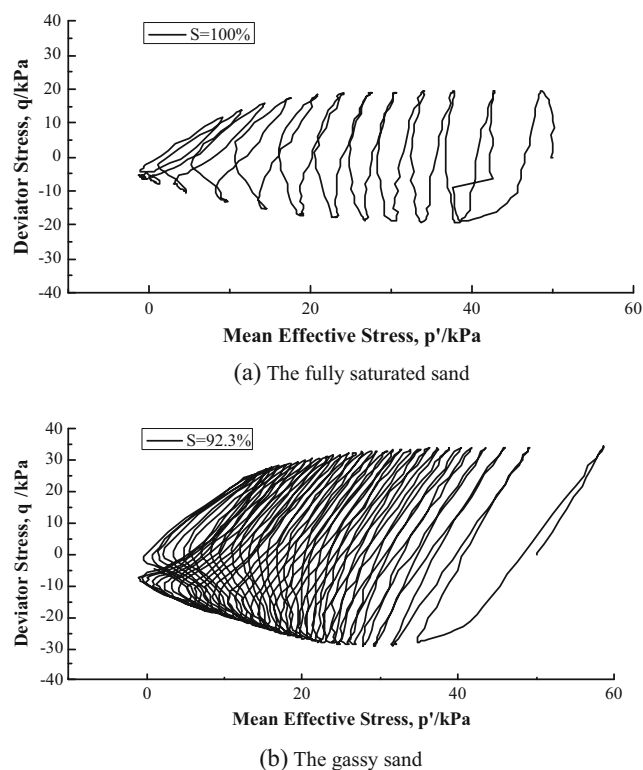 40
S=100%
30
20
10
0
-10
-20
-30
-40
Deviator Stress, q/kPa
0 20 40 60
Mean Effective Stress, p'/kPa
(a) The fully saturated sand
40
S=92.3%
30
20
10
0
-10
-20
-30
-40
Deviator Stress, q /kPa
0 20 40 60
Mean Effective Stress, p'/kPa
(b) The gassy sand